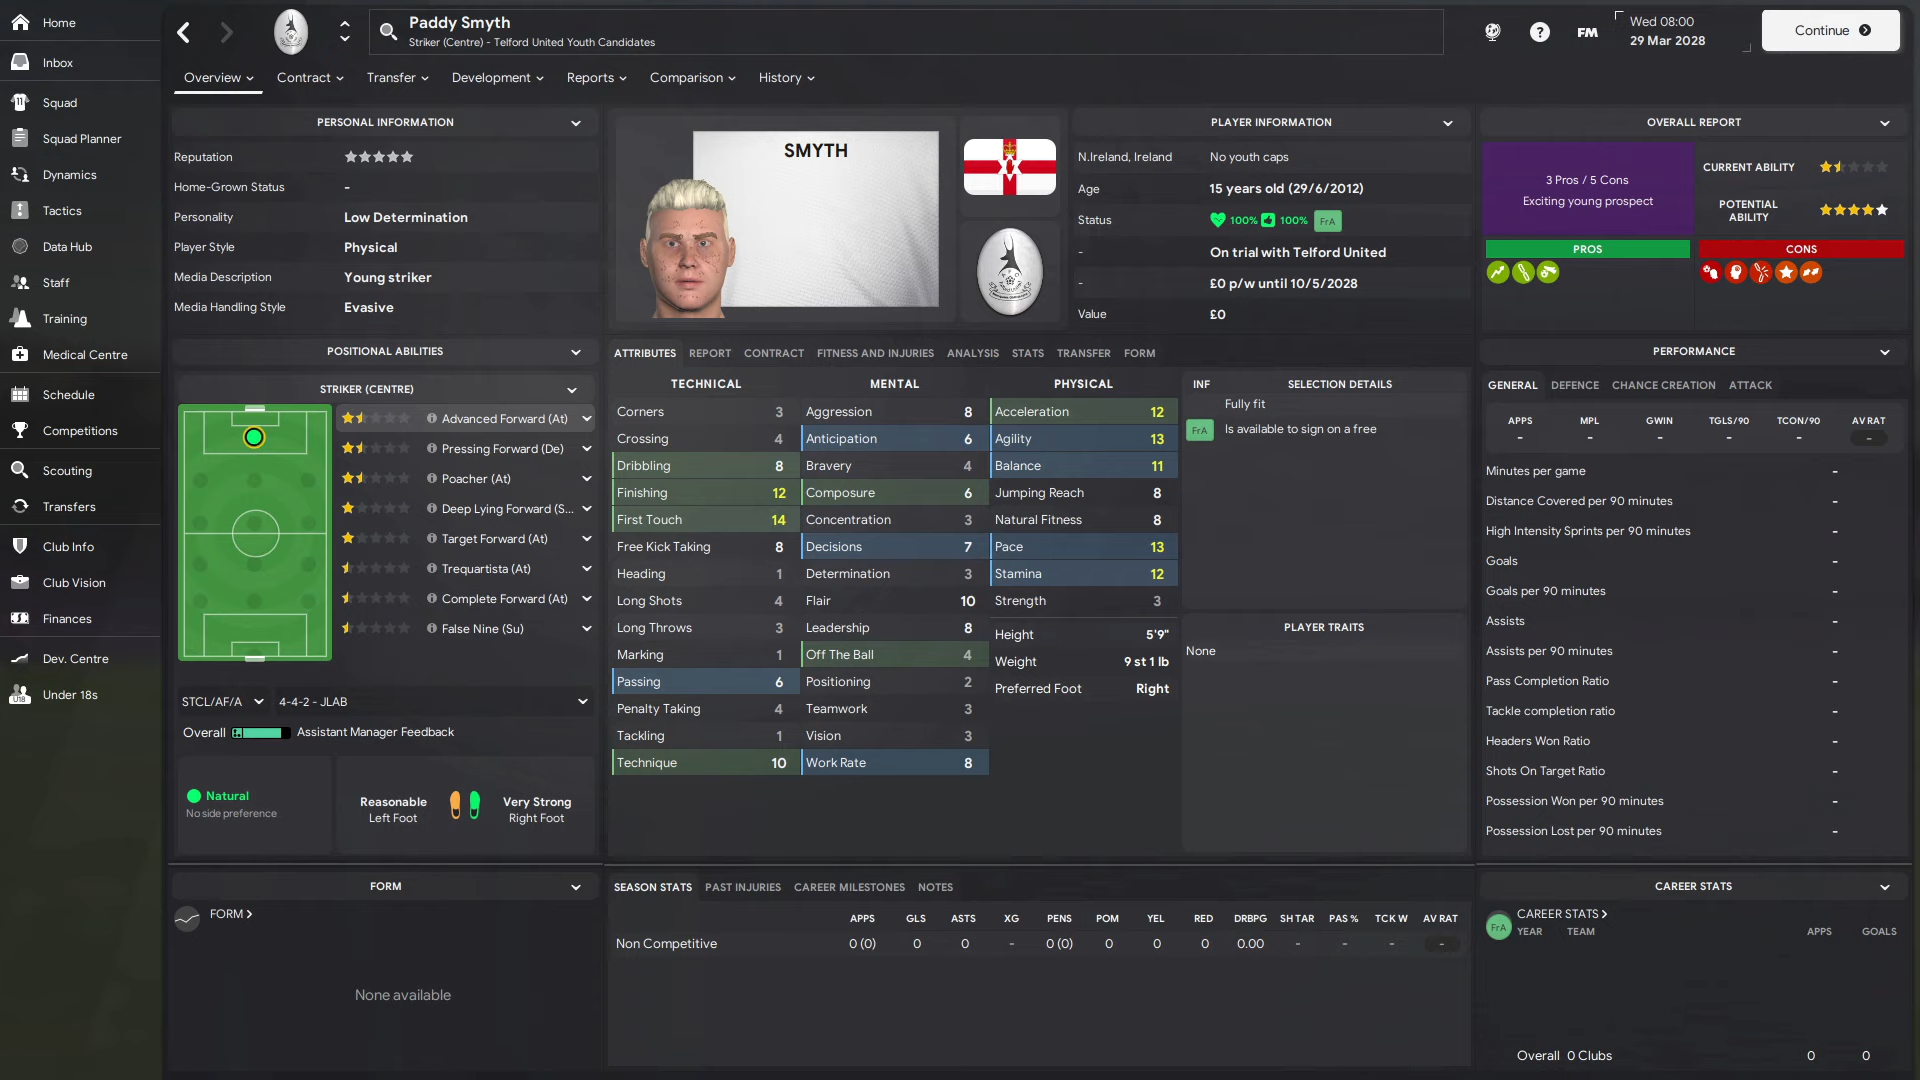 Home
Inbox
Squad
Squad Planner
Dynamics
Tactics
Data Hub
Staff
Training
Medical Centre
Schedule
Competitions
Scouting
Transfers
Club Info
Club Vision
Finances
Dev. Centre
Under 18s
Paddy Smyth
Striker (Centre) - Telford United Youth Candidates
FM
Wed 08:00
29 Mar 2028
Continue
Overview Contract Transfer Development Reports Comparison History
PERSONAL INFORMATION
Reputation
Home-Grown Status -
Personality Low Determination
Player Style Physical
Media Description Young striker
Media Handling Style Evasive
SMYTH
PLAYER INFORMATION
N.Ireland, Ireland No youth caps
Age 15 years old (29/6/2012)
Status 100% 100% FrA
- On trial with Telford United
- £0 p/w until 10/5/2028
Value £0
OVERALL REPORT
3 Pros / 5 Cons
Exciting young prospect
CURRENT ABILITY
POTENTIAL ABILITY
PROS CONS
POSITIONAL ABILITIES
STRIKER (CENTRE)
Advanced Forward (At)
Pressing Forward (De)
Poacher (At)
Deep Lying Forward (S...
Target Forward (At)
Trequartista (At)
Complete Forward (At)
False Nine (Su)
STCL/AF/A 4-4-2 - JLAB
Overall Assistant Manager Feedback
Natural
No side preference
Reasonable
Left Foot
Very Strong
Right Foot
ATTRIBUTES REPORT CONTRACT FITNESS AND INJURIES ANALYSIS STATS TRANSFER FORM
TECHNICAL
Corners 3
Crossing 4
Dribbling 8
Finishing 12
First Touch 14
Free Kick Taking 8
Heading 1
Long Shots 4
Long Throws 3
Marking 1
Passing 6
Penalty Taking 4
Tackling 1
Technique 10
MENTAL
Aggression 8
Anticipation 6
Bravery 4
Composure 6
Concentration 3
Decisions 7
Determination 3
Flair 10
Leadership 8
Off The Ball 4
Positioning 2
Teamwork 3
Vision 3
Work Rate 8
PHYSICAL
Acceleration 12
Agility 13
Balance 11
Jumping Reach 8
Natural Fitness 8
Pace 13
Stamina 12
Strength 3
Height 5'9"
Weight 9 st 1 lb
Preferred Foot Right
INF SELECTION DETAILS
Fully fit
FrA Is available to sign on a free
PLAYER TRAITS
None
PERFORMANCE
GENERAL DEFENCE CHANCE CREATION ATTACK
APPS MPL GWIN TGLS/90 TCON/90 AV RAT
- - - - - -
Minutes per game -
Distance Covered per 90 minutes -
High Intensity Sprints per 90 minutes -
Goals -
Goals per 90 minutes -
Assists -
Assists per 90 minutes -
Pass Completion Ratio -
Tackle completion ratio -
Headers Won Ratio -
Shots On Target Ratio -
Possession Won per 90 minutes -
Possession Lost per 90 minutes -
FORM
FORM >
None available
SEASON STATS PAST INJURIES CAREER MILESTONES NOTES
APPS GLS ASTS XG PENS POM YEL RED DRBPG SH TAR PAS % TCK W AV RAT
Non Competitive 0 (0) 0 0 - 0 (0) 0 0 0 0.00 - - - -
CAREER STATS
FrA CAREER STATS >
YEAR TEAM APPS GOALS
Overall 0 Clubs 0 0